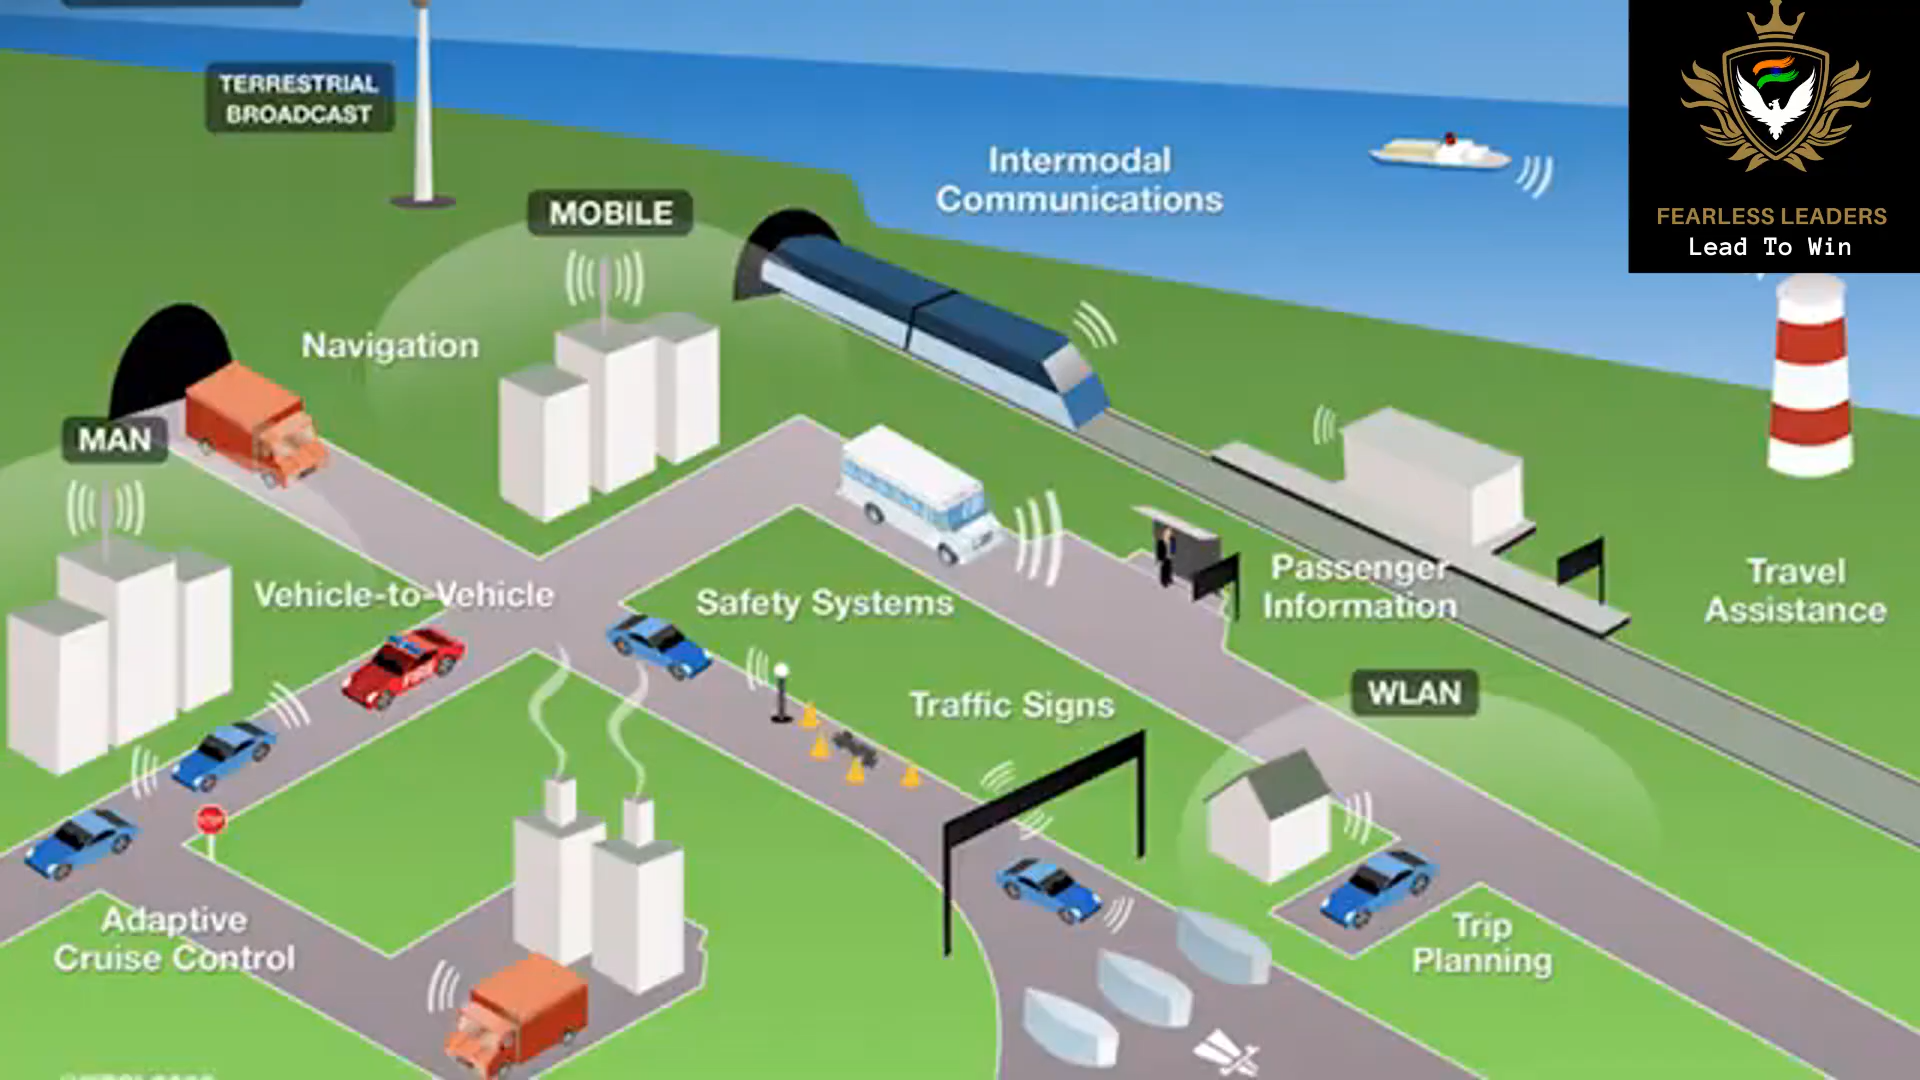 TERRESTRIAL
BROADCAST
MOBILE
Intermodal
Communications
FEARLESS LEADERS
Lead To Win
Navigation
MAN
Vehicle-to-Vehicle
Safety Systems
Passenger
Information
Travel
Assistance
Traffic Signs
WLAN
STOP
Adaptive
Cruise Control
Trip
Planning